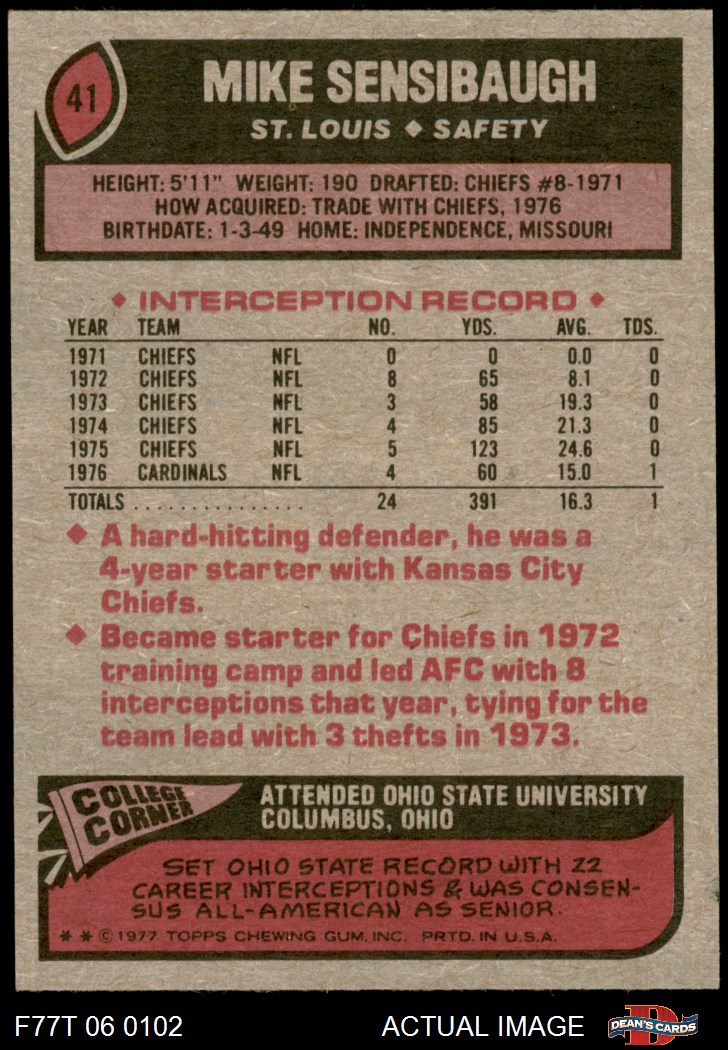 41
MIKE SENSIBAUGH
ST. LOUIS ◆ SAFETY
HEIGHT: 5'11" WEIGHT: 190 DRAFTED: CHIEFS #8-1971
HOW ACQUIRED: TRADE WITH CHIEFS, 1976
BIRTHDATE: 1-3-49 HOME: INDEPENDENCE, MISSOURI
◆ INTERCEPTION RECORD ◆
YEAR TEAM NO. YDS. AVG. TDS.
1971 CHIEFS NFL 0 0 0.0 0
1972 CHIEFS NFL 8 65 8.1 0
1973 CHIEFS NFL 3 58 19.3 0
1974 CHIEFS NFL 4 85 21.3 0
1975 CHIEFS NFL 5 123 24.6 0
1976 CARDINALS NFL 4 60 15.0 1
TOTALS ................ 24 391 16.3 1
◆ A hard-hitting defender, he was a
4-year starter with Kansas City
Chiefs.
◆ Became starter for Chiefs in 1972
training camp and led AFC with 8
interceptions that year, tying for the
team lead with 3 thefts in 1973.
COLLEGE
CORNER
ATTENDED OHIO STATE UNIVERSITY
COLUMBUS, OHIO
SET OHIO STATE RECORD WITH 22
CAREER INTERCEPTIONS & WAS CONSEN-
SUS ALL-AMERICAN AS SENIOR.
** © 1977 TOPPS CHEWING GUM, INC. PRTD. IN U.S.A.
F77T 06 0102
ACTUAL IMAGE
DEAN'S CARDS